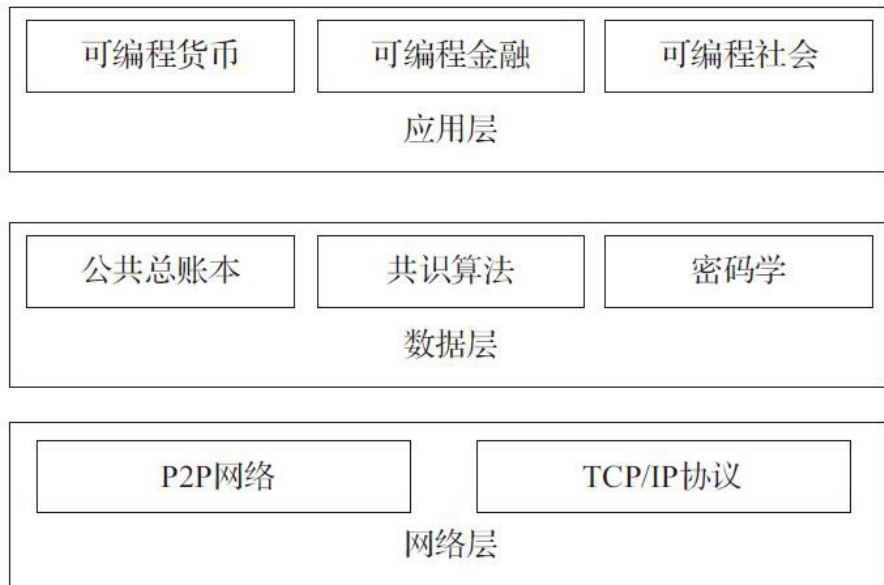 可编程货币 可编程金融 可编程社会
应用层
公共总账本 共识算法 密码学
数据层
P2P网络 TCP/IP协议
网络层